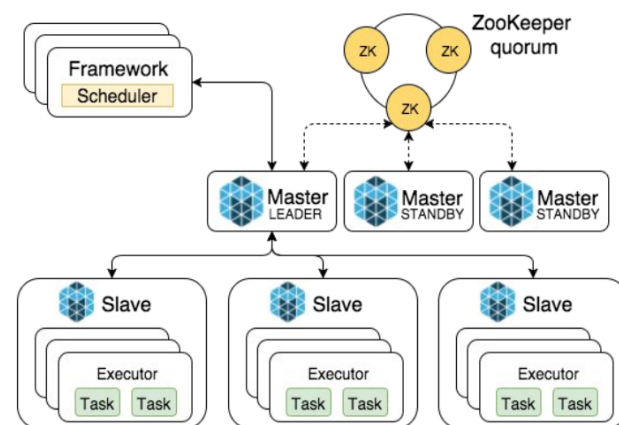 ZooKeeper
quorum
ZK
ZK
ZK
Framework
Scheduler
Master
LEADER
Master
STANDBY
Master
STANDBY
Slave
Slave
Slave
Executor
Task Task
Executor
Task Task
Executor
Task Task